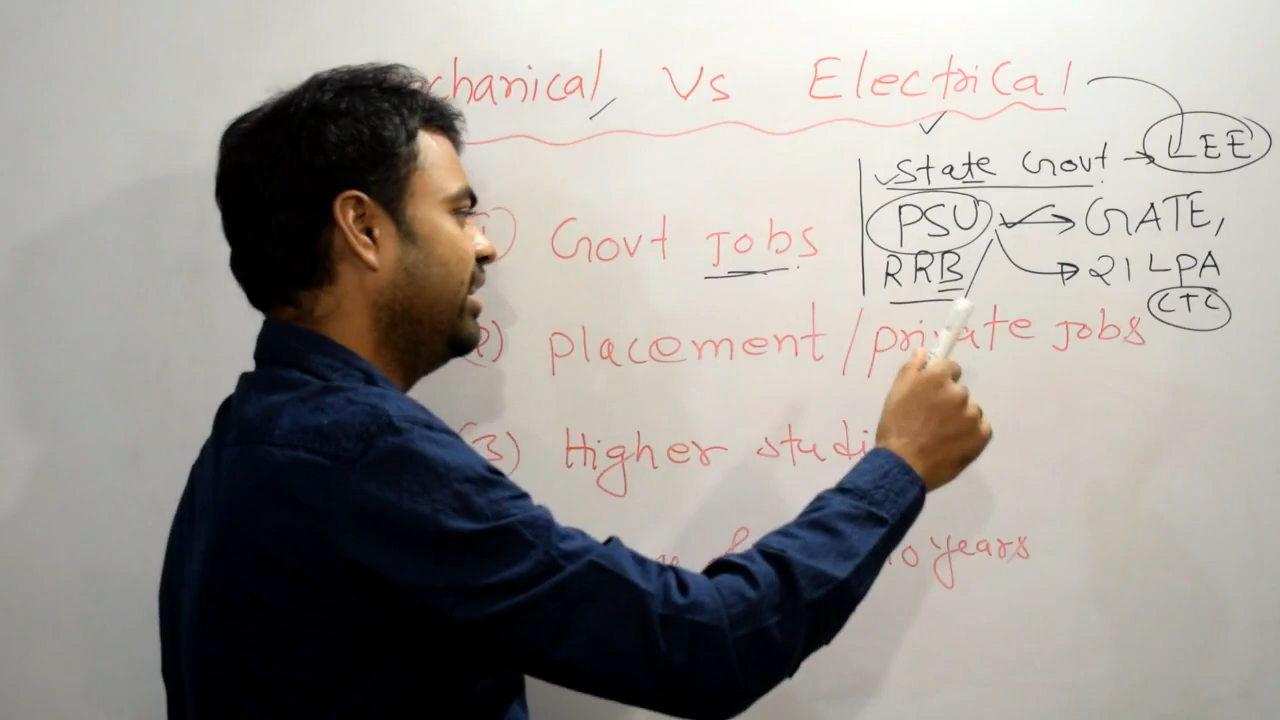 chanical, Vs Electrical
State Govt → LEE
PSU → GATE,
Govt jobs
RRB → 21 LPA
CTC
(2) placement / private jobs
(3) Higher studi
10 years